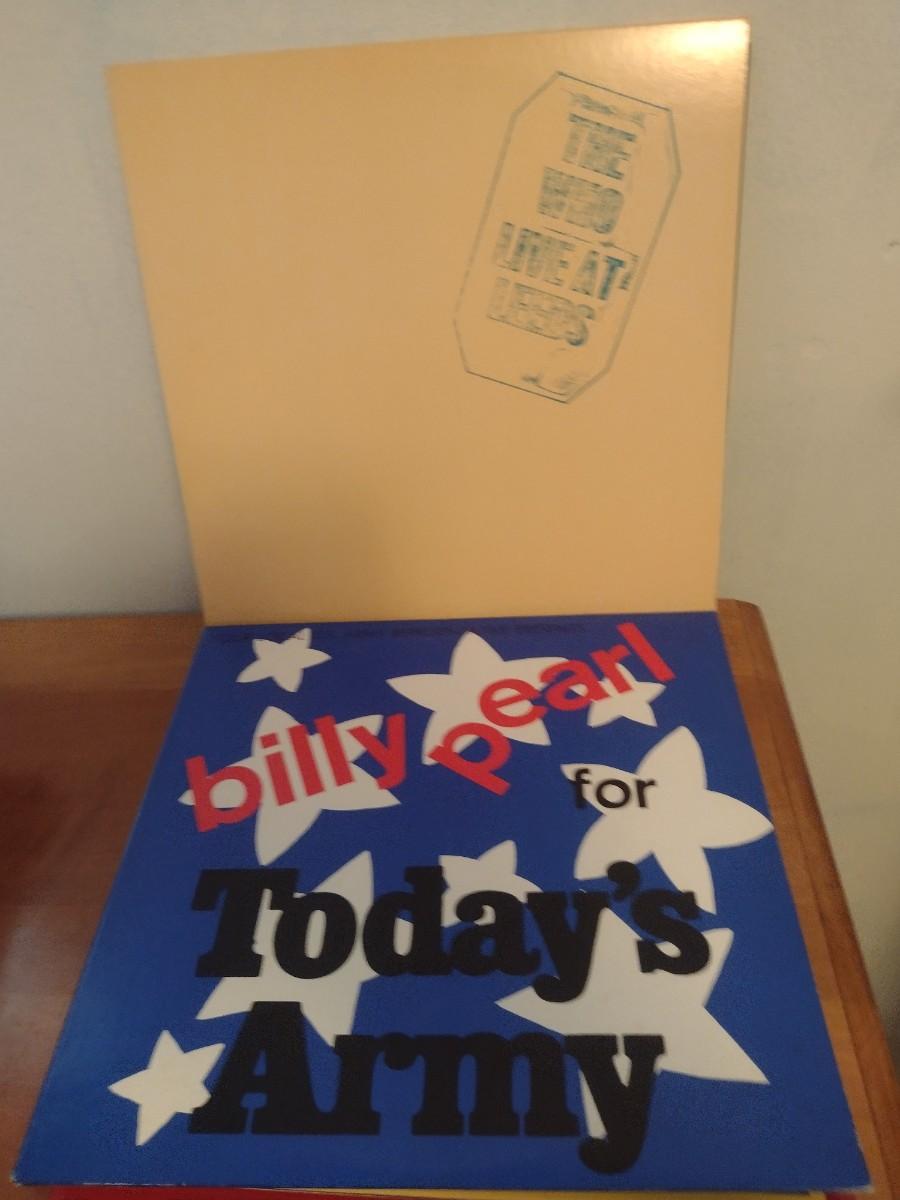 THE
WHO
LIVE AT
LEEDS
billy pearl
for
Today's
Army